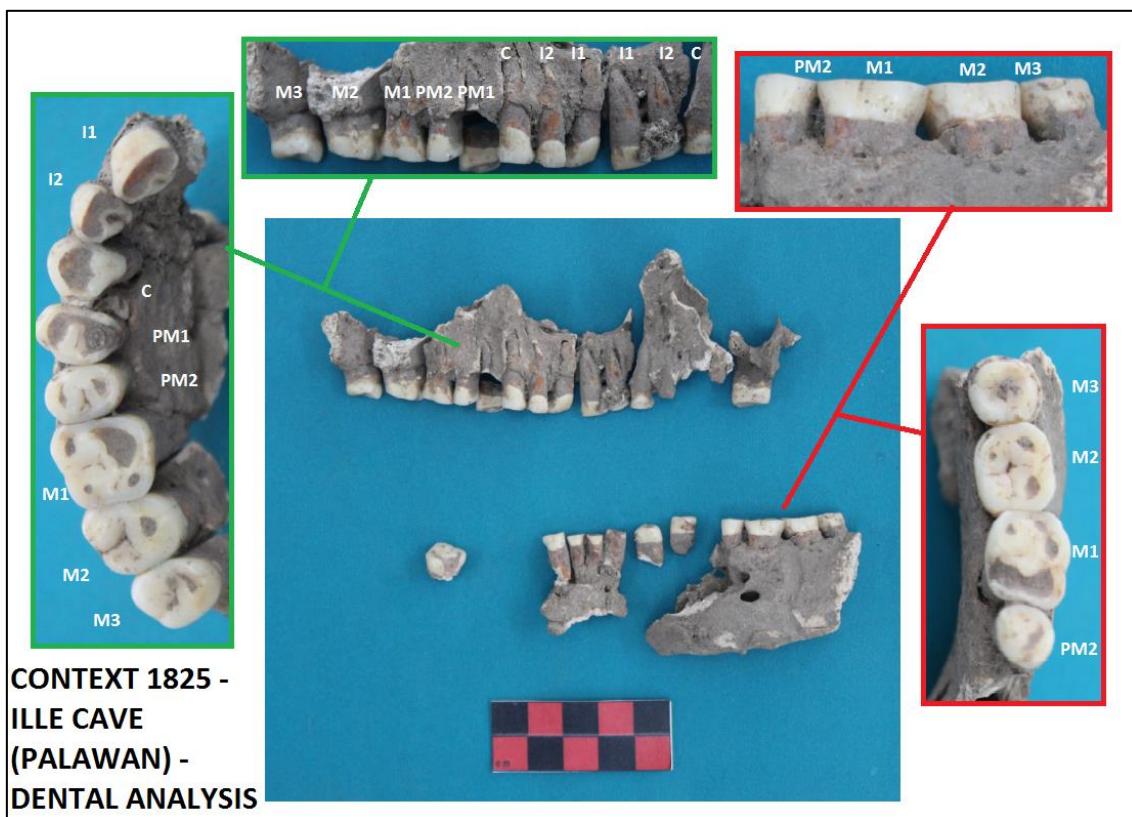 C I2 I1 I1 I2 C
M3 M2 M1 PM2 PM1
PM2 M1 M2 M3
I1
I2
C
PM1
PM2
M1
M2
M3
M3
M2
M1
PM2
CONTEXT 1825 -
ILLE CAVE
(PALAWAN) -
DENTAL ANALYSIS